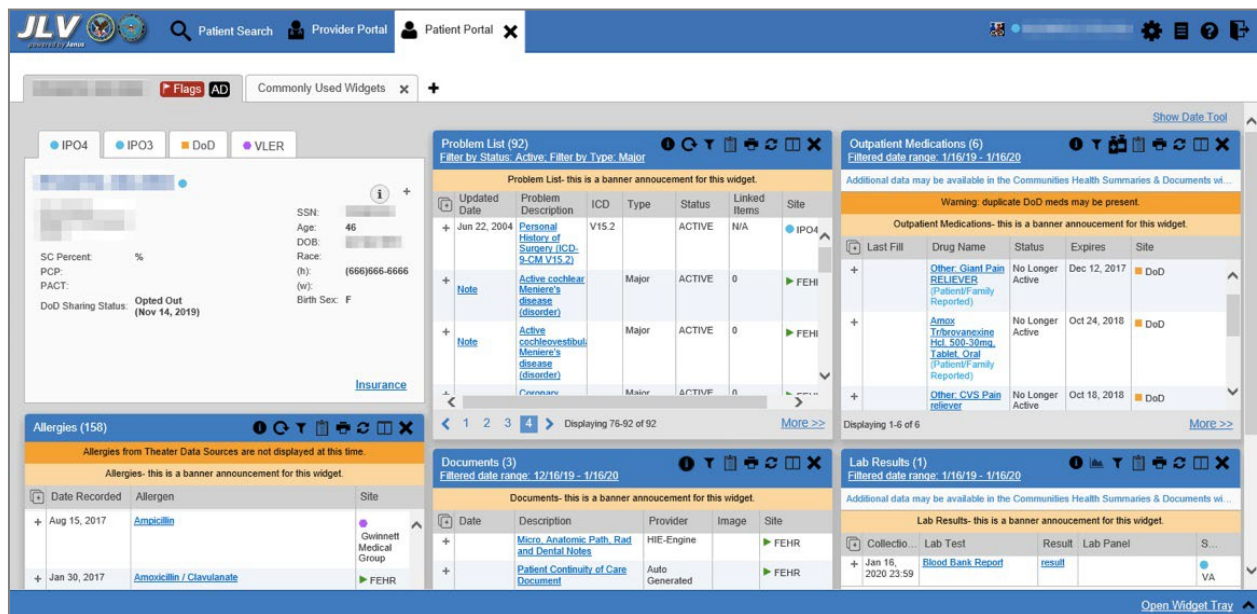 JLV
powered by Janus
Patient Search
Provider Portal
Patient Portal
Flags AD
Commonly Used Widgets
Show Date Tool
IPO4 IPO3 DoD VLER
SSN:
Age: 46
DOB:
SC Percent: % Race:
PCP: (h): (666)666-6666
PACT: (w):
DoD Sharing Status: Opted Out Birth Sex: F
(Nov 14, 2019)
Insurance
Problem List (92)
Filter by Status: Active; Filter by Type: Major
Problem List- this is a banner annoucement for this widget.
Updated Date Problem Description ICD Type Status Linked Items Site
Jun 22, 2004 Personal History of Surgery (ICD-9-CM V15.2) V15.2 ACTIVE N/A IPO4
Note Active cochlear Meniere's disease (disorder) Major ACTIVE 0 FEHI
Note Active cochleovestibula Meniere's disease (disorder) Major ACTIVE 0 FEHI
Coronary Major ACTIVE 0
1 2 3 4 Displaying 76-92 of 92 More >>
Outpatient Medications (6)
Filtered date range: 1/16/19 - 1/16/20
Additional data may be available in the Communities Health Summaries & Documents wi...
Warning: duplicate DoD meds may be present.
Outpatient Medications- this is a banner annoucement for this widget.
Last Fill Drug Name Status Expires Site
Other: Giant Pain RELIEVER (Patient/Family Reported) No Longer Active Dec 12, 2017 DoD
Amox Tr/brovanexine Hcl, 500-30mg, Tablet, Oral (Patient/Family Reported) No Longer Active Oct 24, 2018 DoD
Other: CVS Pain reliever No Longer Active Oct 18, 2018 DoD
Displaying 1-6 of 6 More >>
Allergies (158)
Allergies from Theater Data Sources are not displayed at this time.
Allergies- this is a banner announcement for this widget.
Date Recorded Allergen Site
Aug 15, 2017 Ampicillin Gwinnett Medical Group
Jan 30, 2017 Amoxicillin / Clavulanate FEHR
Documents (3)
Filtered date range: 12/16/19 - 1/16/20
Documents- this is a banner annoucement for this widget.
Date Description Provider Image Site
Micro, Anatomic Path, Rad and Dental Notes HIE-Engine FEHR
Patient Continuity of Care Document Auto Generated FEHR
Lab Results (1)
Filtered date range: 1/16/19 - 1/16/20
Additional data may be available in the Communities Health Summaries & Documents wi...
Lab Results- this is a banner annoucement for this widget.
Collectio... Lab Test Result Lab Panel S...
Jan 16, 2020 23:59 Blood Bank Report result VA
Open Widget Tray